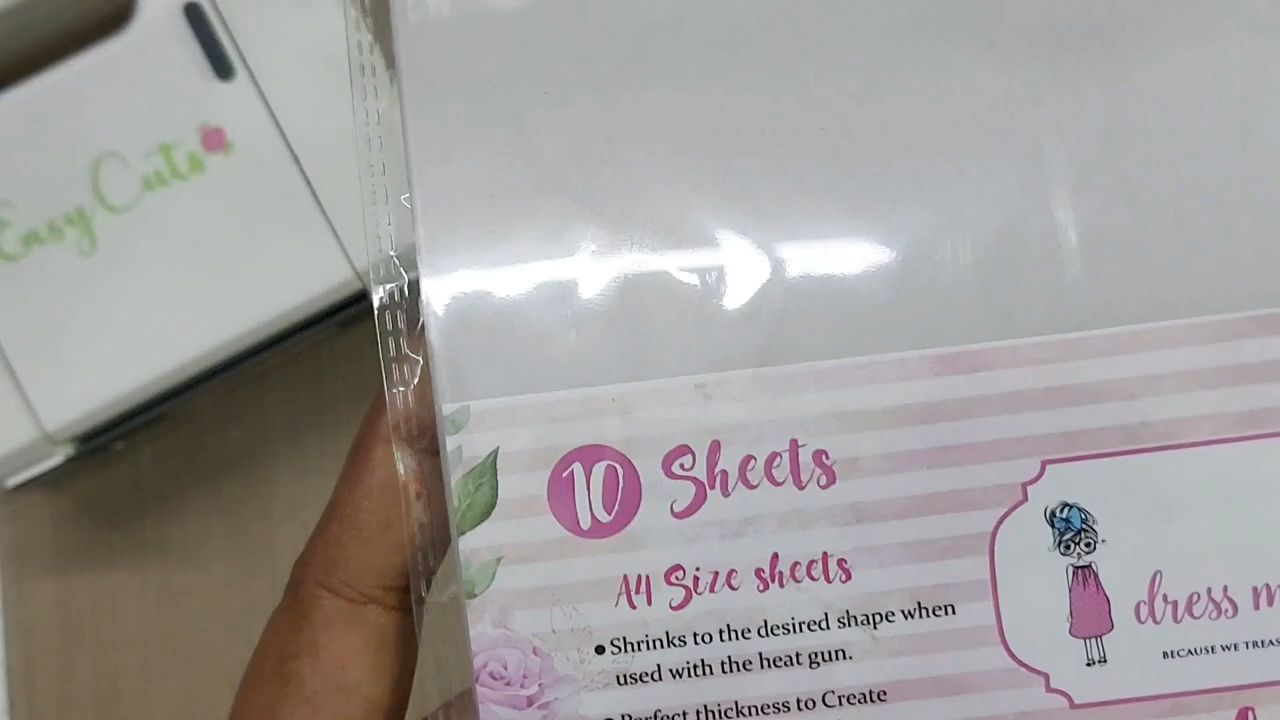 Easy Cuts
10 Sheets
A4 Size sheets
• Shrinks to the desired shape when
used with the heat gun.
• Perfect thickness to Create
dress
BECAUSE WE